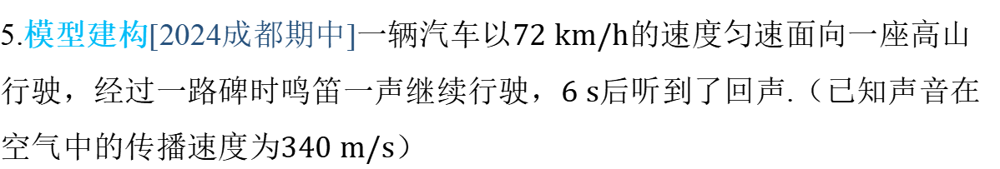 5.模型建构[2024成都期中]一辆汽车以72 km/h的速度匀速面向一座高山
行驶，经过一路碑时鸣笛一声继续行驶，6 s后听到了回声.（已知声音在
空气中的传播速度为340 m/s）